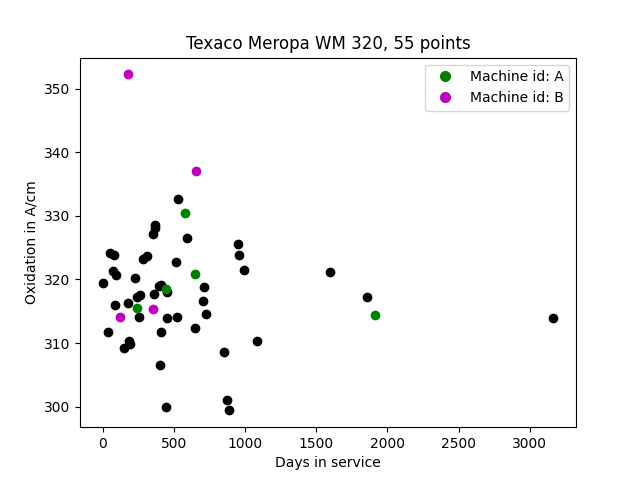 Texaco Meropa WM 320, 55 points
Machine id: A
Machine id: B
Oxidation in A/cm
350
340
330
320
310
300
0 500 1000 1500 2000 2500 3000
Days in service